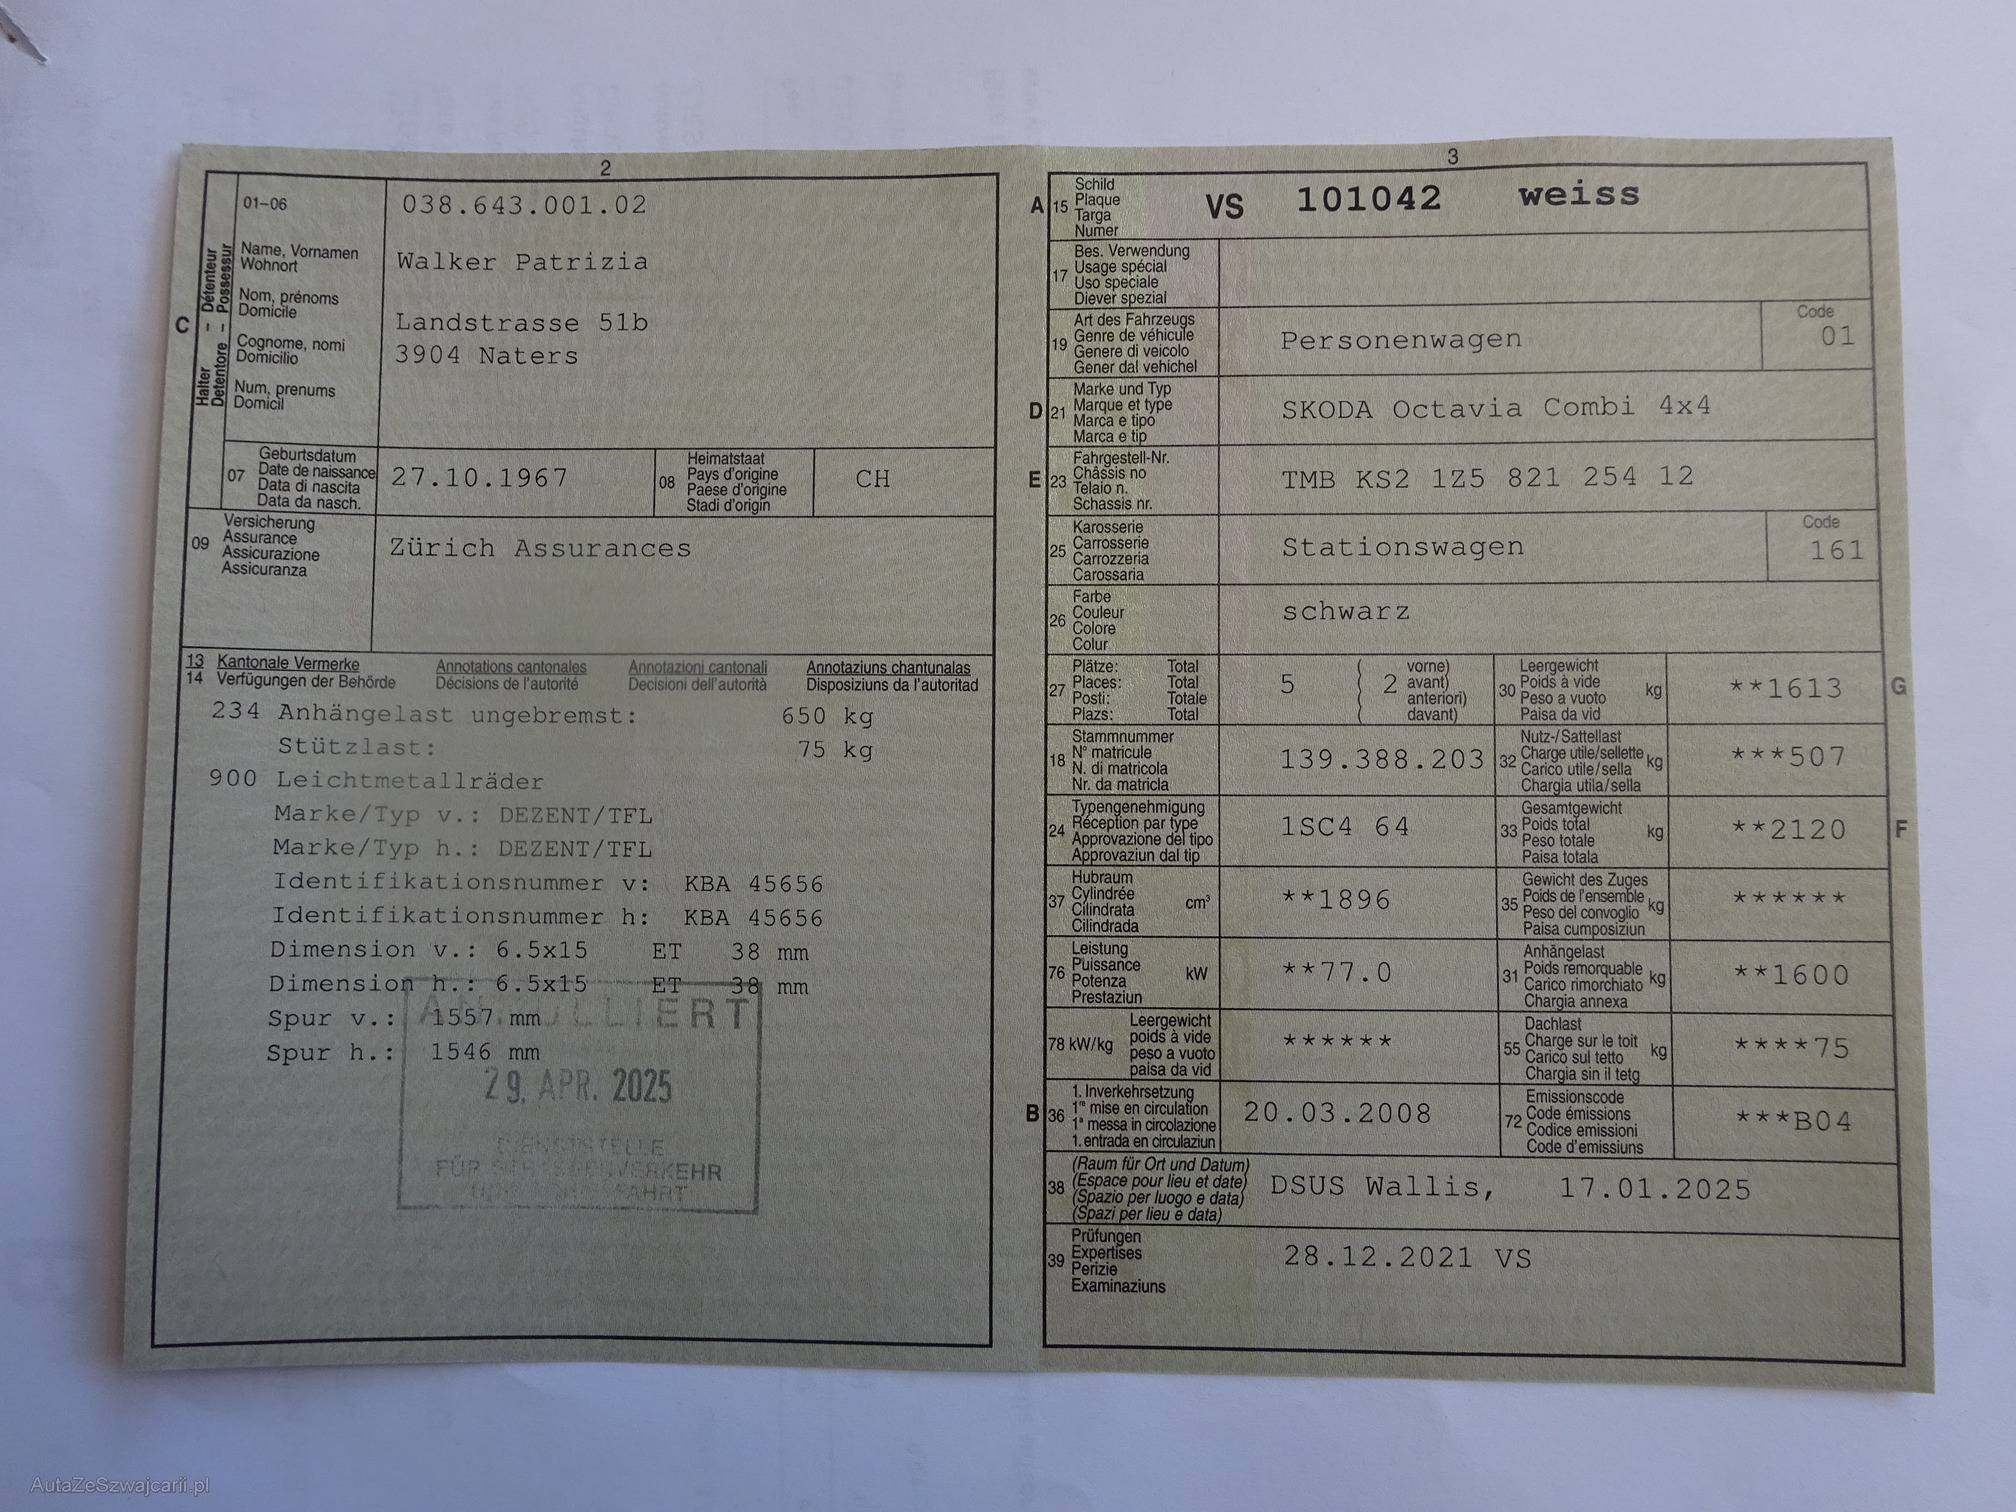 2
01–06
038.643.001.02
C
Halter – Détenteur
Detentore – Possessur
Name, Vornamen
Wohnort
Nom, prénoms
Domicile
Cognome, nomi
Domicilio
Num, prenums
Domicil
Walker Patrizia
Landstrasse 51b
3904 Naters
07
Geburtsdatum
Date de naissance
Data di nascita
Data da nasch.
27.10.1967
08
Heimatstaat
Pays d'origine
Paese d'origine
Stadi d'origin
CH
09
Versicherung
Assurance
Assicurazione
Assicuranza
Zürich Assurances
13 Kantonale Vermerke Annotations cantonales Annotazioni cantonali Annotaziuns chantunalas
14 Verfügungen der Behörde Décisions de l'autorité Decisioni dell'autorità Disposiziuns da l'autoritad
234 Anhängelast ungebremst: 650 kg
Stützlast: 75 kg
900 Leichtmetallräder
Marke/Typ v.: DEZENT/TFL
Marke/Typ h.: DEZENT/TFL
Identifikationsnummer v: KBA 45656
Identifikationsnummer h: KBA 45656
Dimension v.: 6.5x15 ET 38 mm
Dimension h.: 6.5x15 ET 38 mm
Spur v.: 1557 mm
Spur h.: 1546 mm
ANNULLIERT
29. APR. 2025
DIENSTSTELLE
FÜR STRASSENVERKEHR
UND SCHIFFFAHRT
3
A 15
Schild
Plaque
Targa
Numer
VS 101042 weiss
17
Bes. Verwendung
Usage spécial
Uso speciale
Diever spezial
19
Art des Fahrzeugs
Genre de véhicule
Genere di veicolo
Gener dal vehichel
Personenwagen
Code
01
D 21
Marke und Typ
Marque et type
Marca e tipo
Marca e tip
SKODA Octavia Combi 4x4
E 23
Fahrgestell-Nr.
Châssis no
Telaio n.
Schassis nr.
TMB KS2 1Z5 821 254 12
25
Karosserie
Carrosserie
Carrozzeria
Carossaria
Stationswagen
Code
161
26
Farbe
Couleur
Colore
Colur
schwarz
27
Plätze: Total
Places: Total
Posti: Totale
Plazs: Total
5
( 2 vorne)
avant)
anteriori)
davant)
30
Leergewicht
Poids à vide
Peso a vuoto
Paisa da vid
kg
**1613
G
18
Stammnummer
N° matricule
N. di matricola
Nr. da matricla
139.388.203
32
Nutz-/Sattellast
Charge utile/sellette
Carico utile/sella
Chargia utila/sella
kg
***507
24
Typengenehmigung
Réception par type
Approvazione del tipo
Approvaziun dal tip
1SC4 64
33
Gesamtgewicht
Poids total
Peso totale
Paisa totala
kg
**2120
F
37
Hubraum
Cylindrée
Cilindrata
Cilindrada
cm³
**1896
35
Gewicht des Zuges
Poids de l'ensemble
Peso del convoglio
Paisa cumposiziun
kg
******
76
Leistung
Puissance
Potenza
Prestaziun
kW
**77.0
31
Anhängelast
Poids remorquable
Carico rimorchiato
Chargia annexa
kg
**1600
78 kW/kg
Leergewicht
poids à vide
peso a vuoto
paisa da vid
******
55
Dachlast
Charge sur le toit
Carico sul tetto
Chargia sin il tetg
kg
****75
B 36
1. Inverkehrsetzung
1re mise en circulation
1a messa in circolazione
1. entrada en circulaziun
20.03.2008
72
Emissionscode
Code émissions
Codice emissioni
Code d'emissiuns
***B04
38
(Raum für Ort und Datum)
(Espace pour lieu et date)
(Spazio per luogo e data)
(Spazi per lieu e data)
DSUS Wallis, 17.01.2025
39
Prüfungen
Expertises
Perizie
Examinaziuns
28.12.2021 VS
AutaZeSzwajcarii.pl